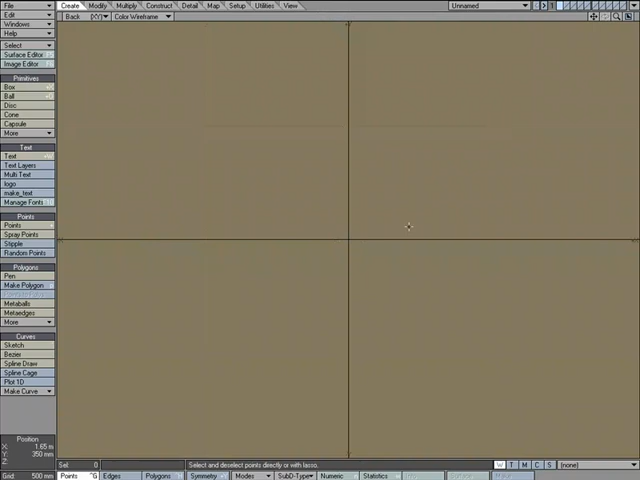 File
Edit
Windows
Help
Select
Surface Editor
Image Editor
Primitives
Box
Ball
Disc
Cone
Capsule
More
Text
Text
Text Layers
Multi Text
logo
make_text
Manage Fonts
Points
Points
Spray Points
Stipple
Random Points
Polygons
Pen
Make Polygon
Metaballs
Metaedges
More
Curves
Sketch
Bezier
Spline Draw
Spline Cage
Plot 1D
Make Curve
Position
X: 1.65 m
Y: 350 mm
Z:
Grid: 500 mm
Create Modify Multiply Construct Detail Map Setup Utilities View Unnamed 1
Back (XY) Color Wireframe
Sel: 0 Select and deselect points directly or with lasso. W T M C S (none)
Points ^G Edges Polygons Symmetry Modes SubD-Type Numeric Statistics